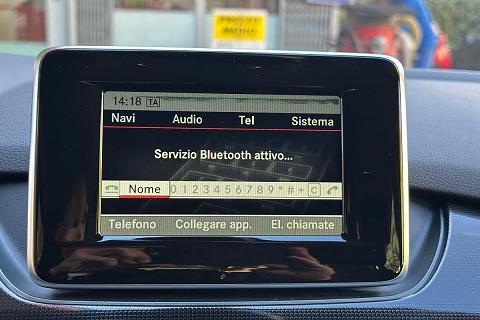 14:18 TA
Navi Audio Tel Sistema
Servizio Bluetooth attivo...
Nome 0 1 2 3 4 5 6 7 8 9 * # + C
Telefono Collegare app. El. chiamate